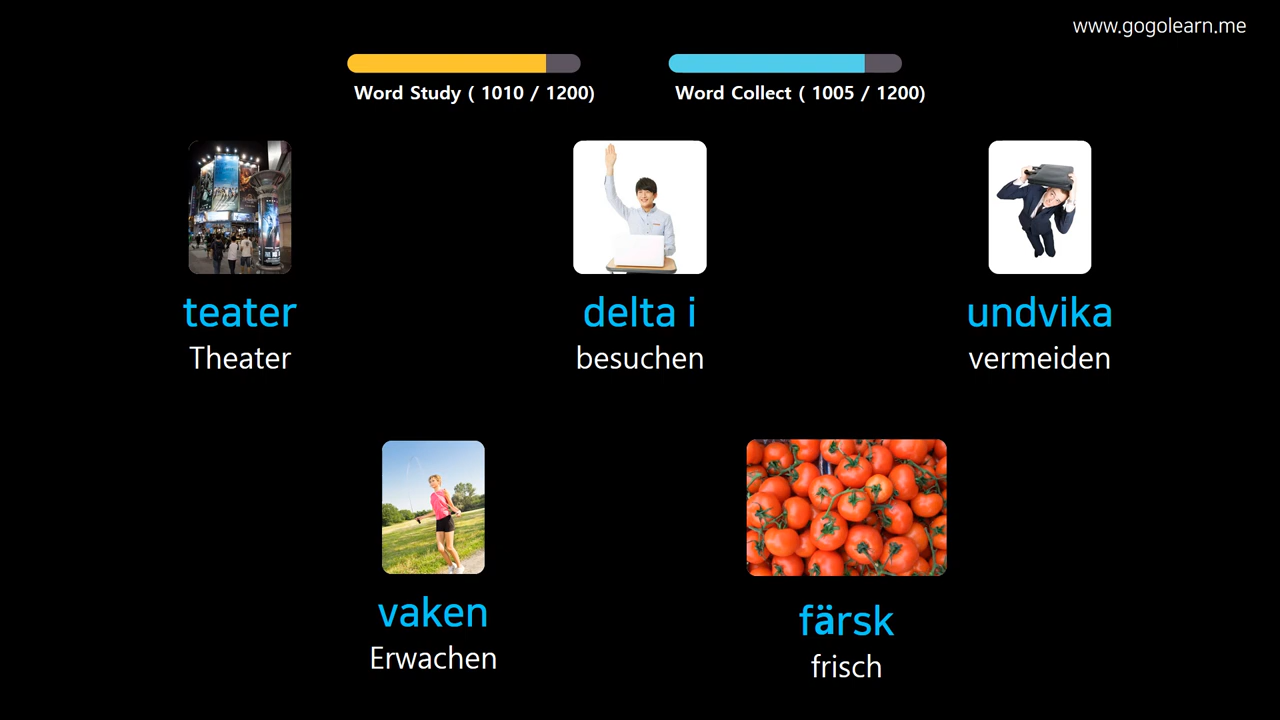 www.gogolearn.me
Word Study ( 1010 / 1200)
Word Collect ( 1005 / 1200)
teater
Theater
delta i
besuchen
undvika
vermeiden
vaken
Erwachen
färsk
frisch